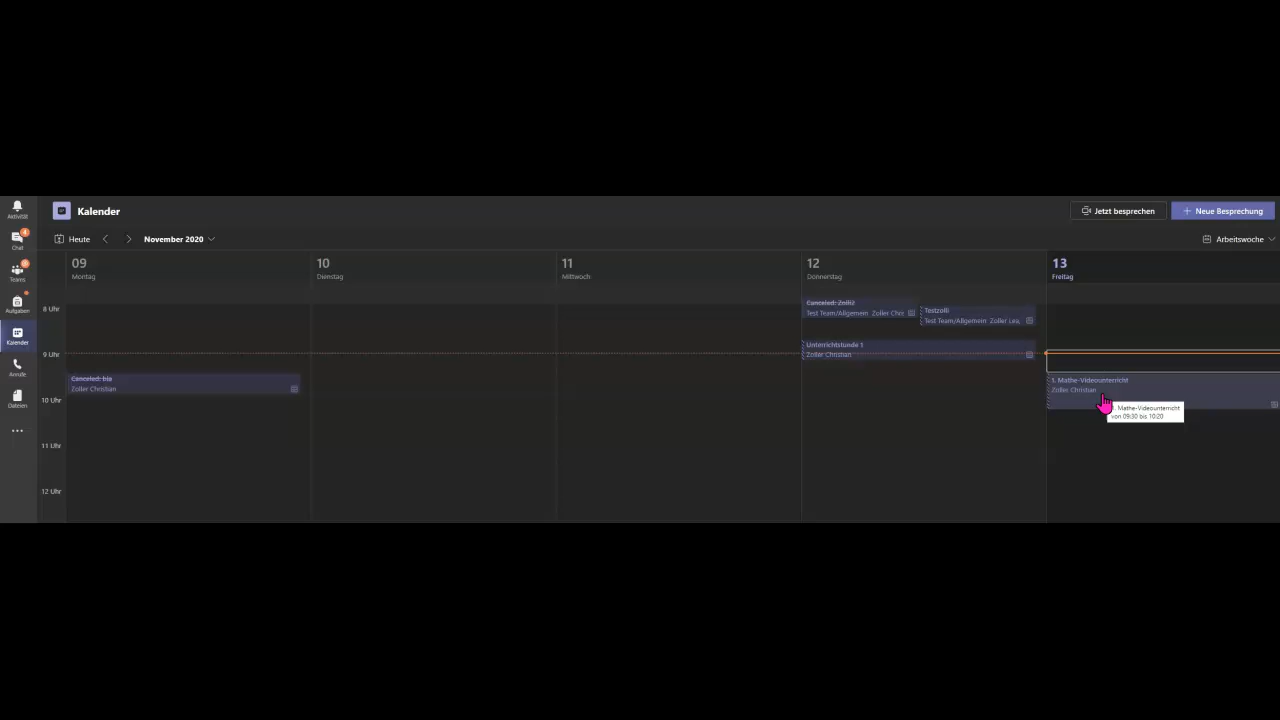 Aktivität
Chat
4
Teams
Aufgaben
Kalender
Anrufe
Dateien
Kalender
Jetzt besprechen
+ Neue Besprechung
Heute
November 2020
Arbeitswoche
09
Montag
10
Dienstag
11
Mittwoch
12
Donnerstag
13
Freitag
8 Uhr
9 Uhr
10 Uhr
11 Uhr
12 Uhr
Canceled: bla
Zoller Christian
Canceled: Zolli2
Test Team/Allgemein Zoller Chri
Testzolli
Test Team/Allgemein Zoller Lea,
Unterrichtstunde 1
Zoller Christian
1. Mathe-Videounterricht
Zoller Christian
Mathe-Videounterricht
von 09:30 bis 10:20